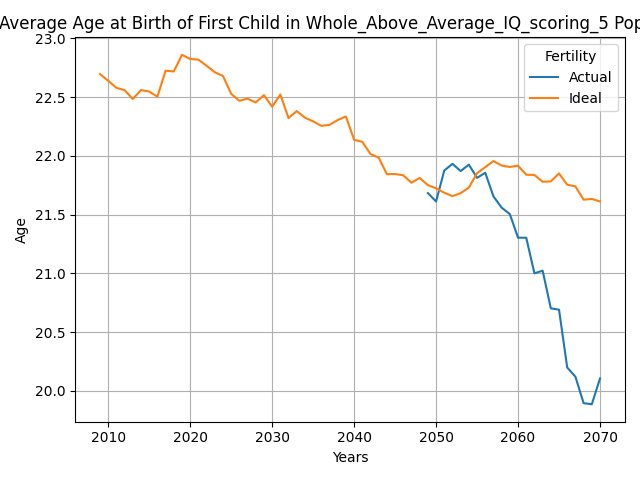 Average Age at Birth of First Child in Whole_Above_Average_IQ_scoring_5 Pop
23.0
22.5
22.0
21.5
21.0
20.5
20.0
Age
Fertility
Actual
Ideal
2010 2020 2030 2040 2050 2060 2070
Years